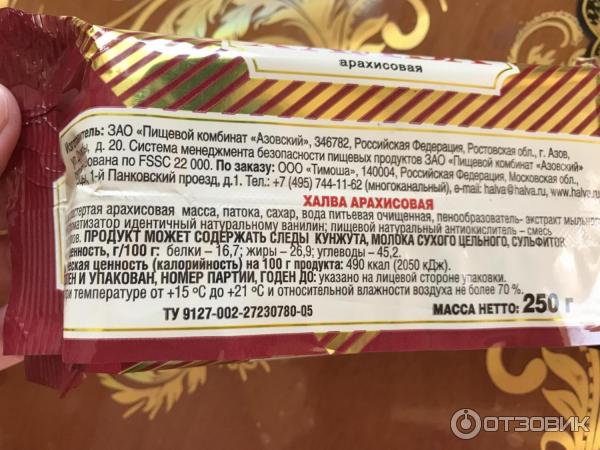 арахисовая
ЗАО «Пищевой комбинат «Азовский», 346782, Российская Федерация, Ростовская обл., г. Азов,
д. 20. Система менеджмента безопасности пищевых продуктов ЗАО «Пищевой комбинат «Азовский»
по FSSC 22 000. По заказу: ООО «Тимоша», 140004, Российская Федерация, Московская обл.,
1-й Панковский проезд, д.1. Тел.: +7 (495) 744-11-62 (многоканальный), e-mail: halva@halva.ru, www.halva
ХАЛВА АРАХИСОВАЯ
тертая арахисовая масса, патока, сахар, вода питьевая очищенная, пенообразователь- экстракт мыльного
ароматизатор идентичный натуральному ванилин; пищевой натуральный антиокислитель – смесь
ПРОДУКТ МОЖЕТ СОДЕРЖАТЬ СЛЕДЫ КУНЖУТА, МОЛОКА СУХОГО ЦЕЛЬНОГО, СУЛЬФИТОВ.
ценность, г/100 г: белки – 16,7; жиры – 26,9; углеводы – 45,2.
ценность (калорийность) на 100 г продукта: 490 ккал (2050 кДж).
И УПАКОВАН, НОМЕР ПАРТИИ, ГОДЕН ДО: указаны на лицевой стороне упаковки.
при температуре от +15 ºС до +21 ºС и относительной влажности воздуха не более 70 %.
ТУ 9127-002-27230780-05
МАССА НЕТТО: 250 г
ОТЗОВИК